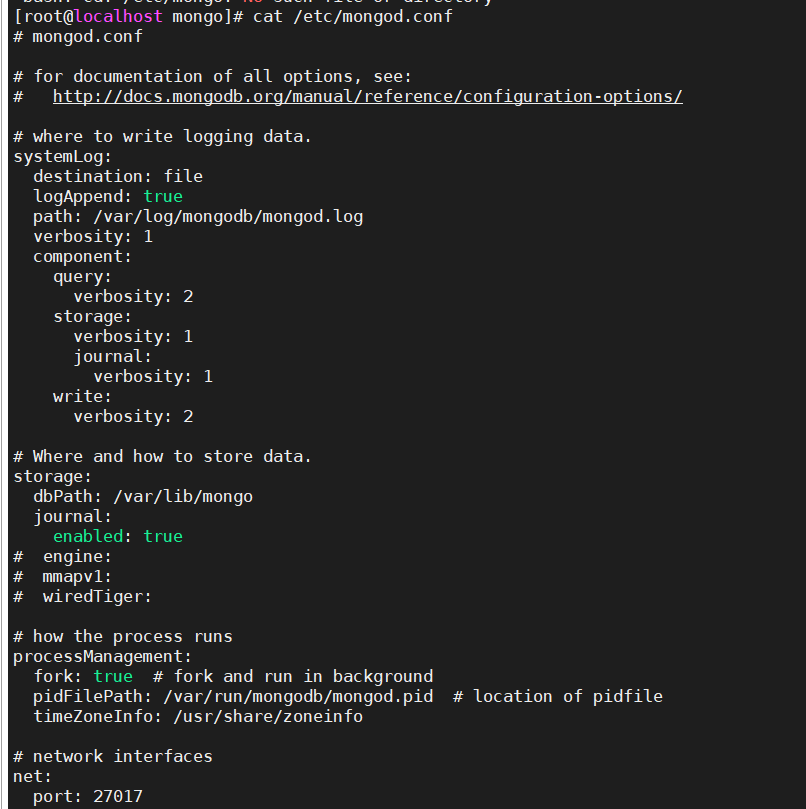 [root@localhost mongo]# cat /etc/mongod.conf
# mongod.conf
# for documentation of all options, see:
#   http://docs.mongodb.org/manual/reference/configuration-options/
# where to write logging data.
systemLog:
  destination: file
  logAppend: true
  path: /var/log/mongodb/mongod.log
  verbosity: 1
  component:
    query:
      verbosity: 2
    storage:
      verbosity: 1
      journal:
        verbosity: 1
    write:
      verbosity: 2
# Where and how to store data.
storage:
  dbPath: /var/lib/mongo
  journal:
    enabled: true
#  engine:
#  mmapv1:
#  wiredTiger:
# how the process runs
processManagement:
  fork: true  # fork and run in background
  pidFilePath: /var/run/mongodb/mongod.pid  # location of pidfile
  timeZoneInfo: /usr/share/zoneinfo
# network interfaces
net:
  port: 27017